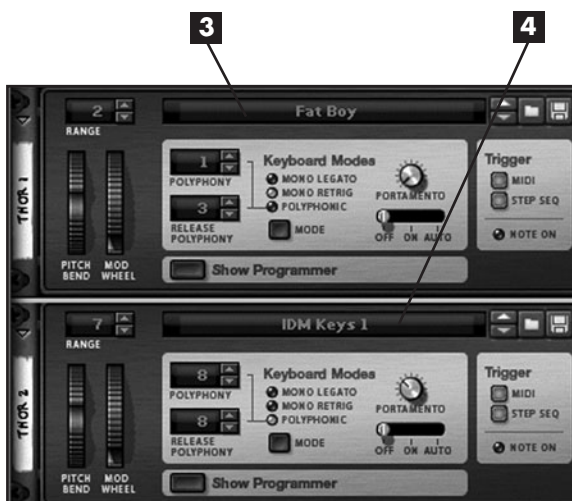 3 4
2 Fat Boy
RANGE
1 Keyboard Modes Trigger
POLYPHONY MONO LEGATO MIDI
MONO RETRIG PORTAMENTO STEP SEQ
3 POLYPHONIC
RELEASE POLYPHONY MODE OFF ON AUTO NOTE ON
THOR 1
PITCH BEND MOD WHEEL Show Programmer
7 IDM Keys 1
RANGE
8 Keyboard Modes Trigger
POLYPHONY MONO LEGATO MIDI
MONO RETRIG PORTAMENTO STEP SEQ
8 POLYPHONIC
RELEASE POLYPHONY MODE OFF ON AUTO NOTE ON
THOR 2
PITCH BEND MOD WHEEL Show Programmer